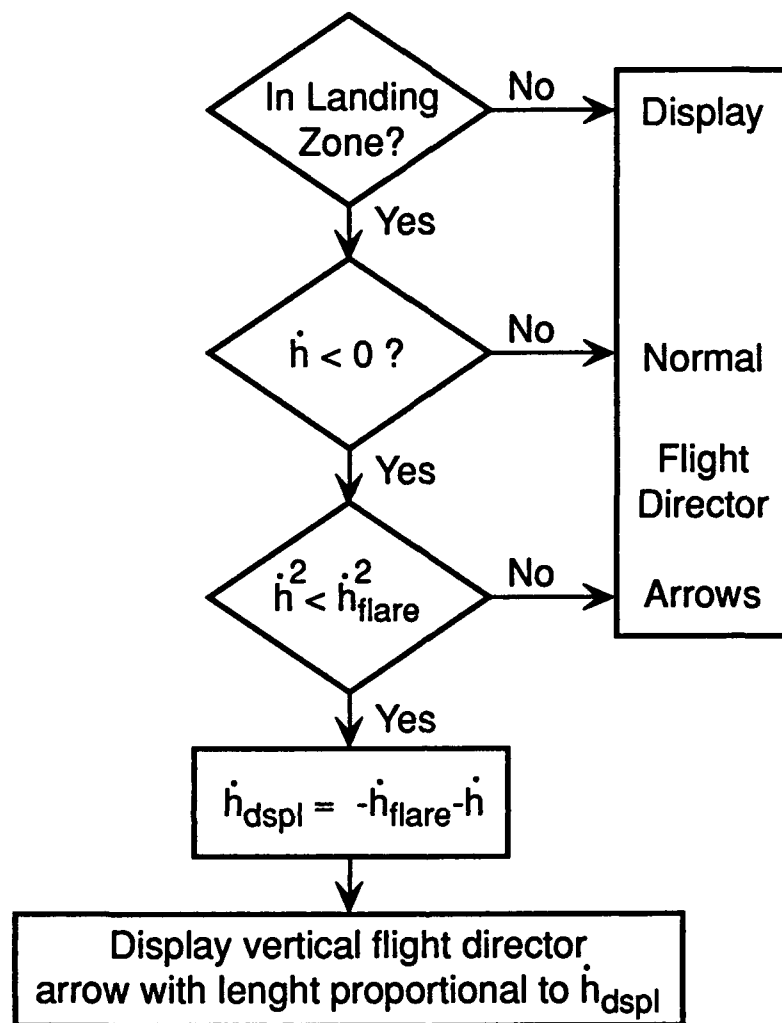 In Landing
Zone?
No
Display
Yes
ḣ < 0 ?
No
Normal
Yes
Flight
Director
ḣ² < ḣ²flare
No
Arrows
Yes
ḣdspl = -ḣflare-ḣ
Display vertical flight director
arrow with lenght proportional to ḣdspl